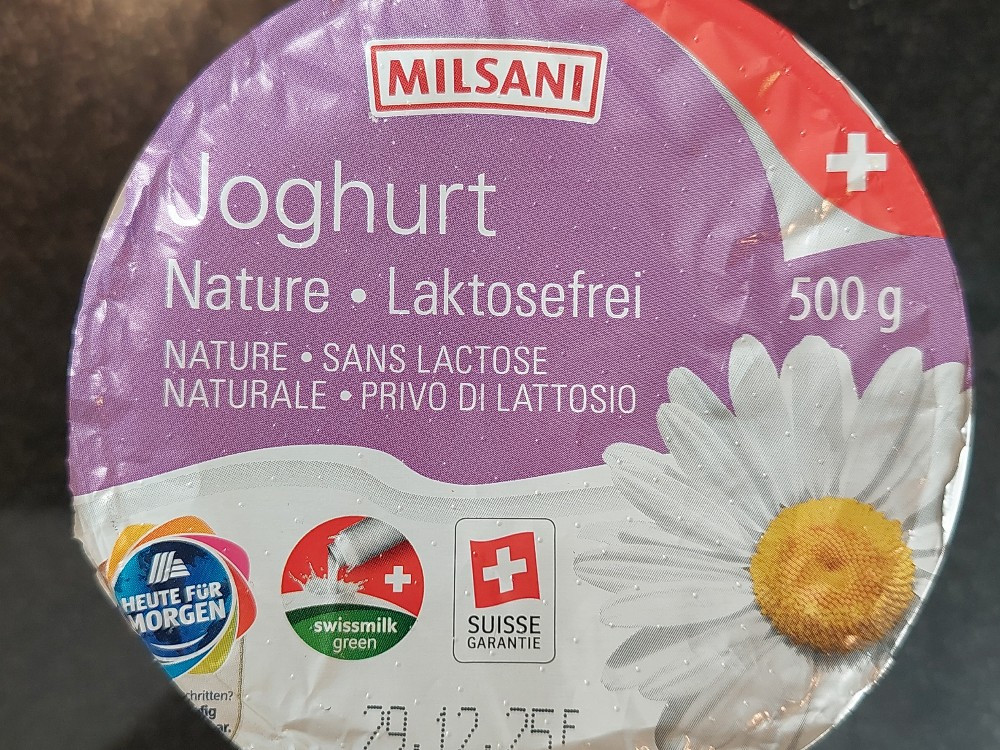 MILSANI
Joghurt
Nature • Laktosefrei
500 g
NATURE • SANS LACTOSE
NATURALE • PRIVO DI LATTOSIO
HEUTE FÜR
MORGEN
swissmilk
green
SUISSE
GARANTIE
29.12.25F